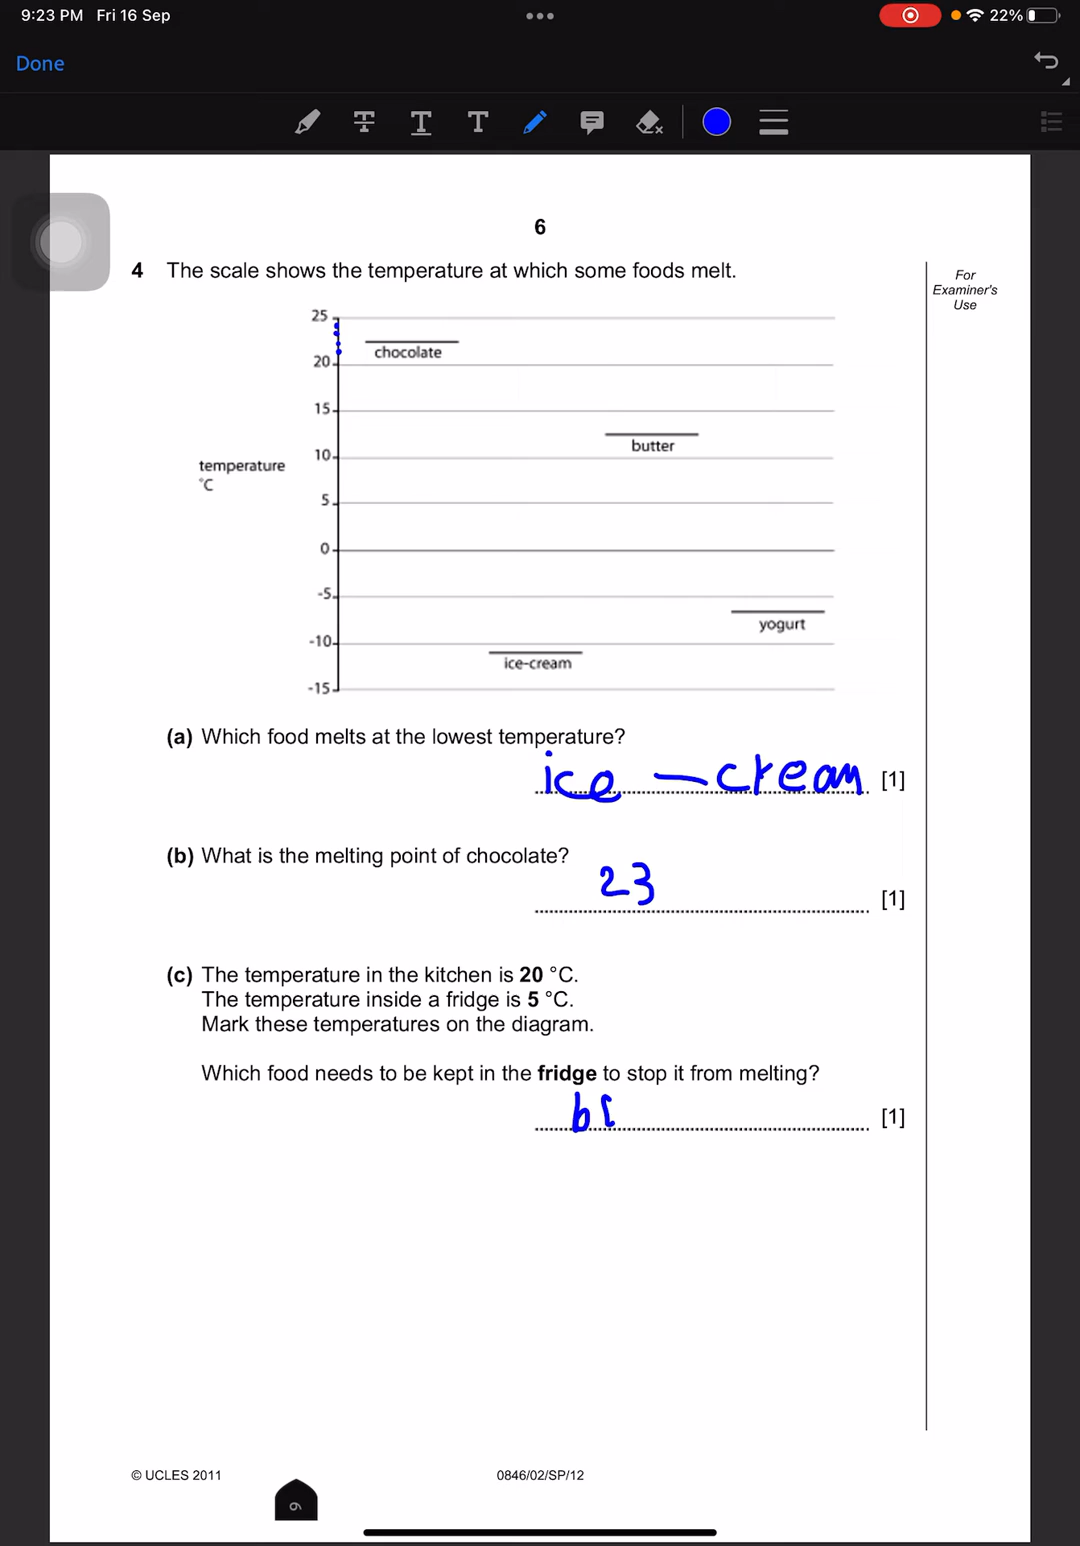 9:23 PM Fri 16 Sep
22%
Done
6
4 The scale shows the temperature at which some foods melt.
For
Examiner's
Use
25
chocolate
20
15
butter
10
temperature
°C
5
0
-5
yogurt
-10
ice-cream
-15
(a) Which food melts at the lowest temperature?
ice - cream [1]
(b) What is the melting point of chocolate?
23
[1]
(c) The temperature in the kitchen is 20 °C.
The temperature inside a fridge is 5 °C.
Mark these temperatures on the diagram.
Which food needs to be kept in the fridge to stop it from melting?
[1]
© UCLES 2011 0846/02/SP/12
6